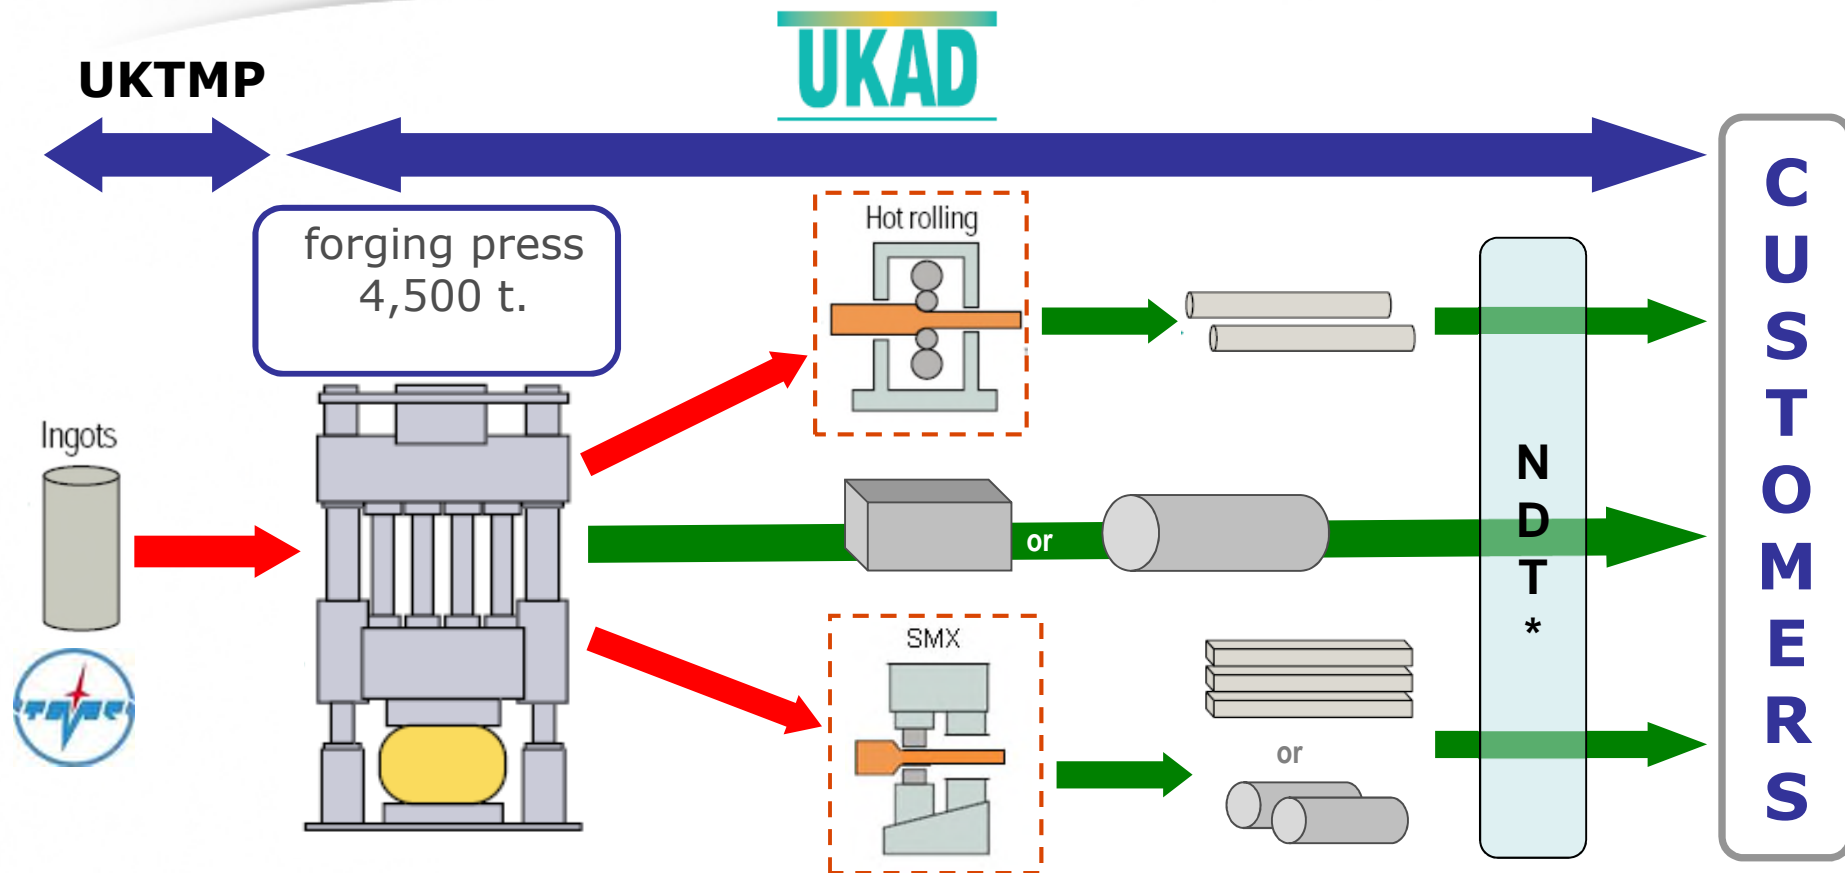 UKTMP
UKAD
forging press
4,500 t.
Hot rolling
Ingots
or
SMX
or
N
D
T
*
C
U
S
T
O
M
E
R
S